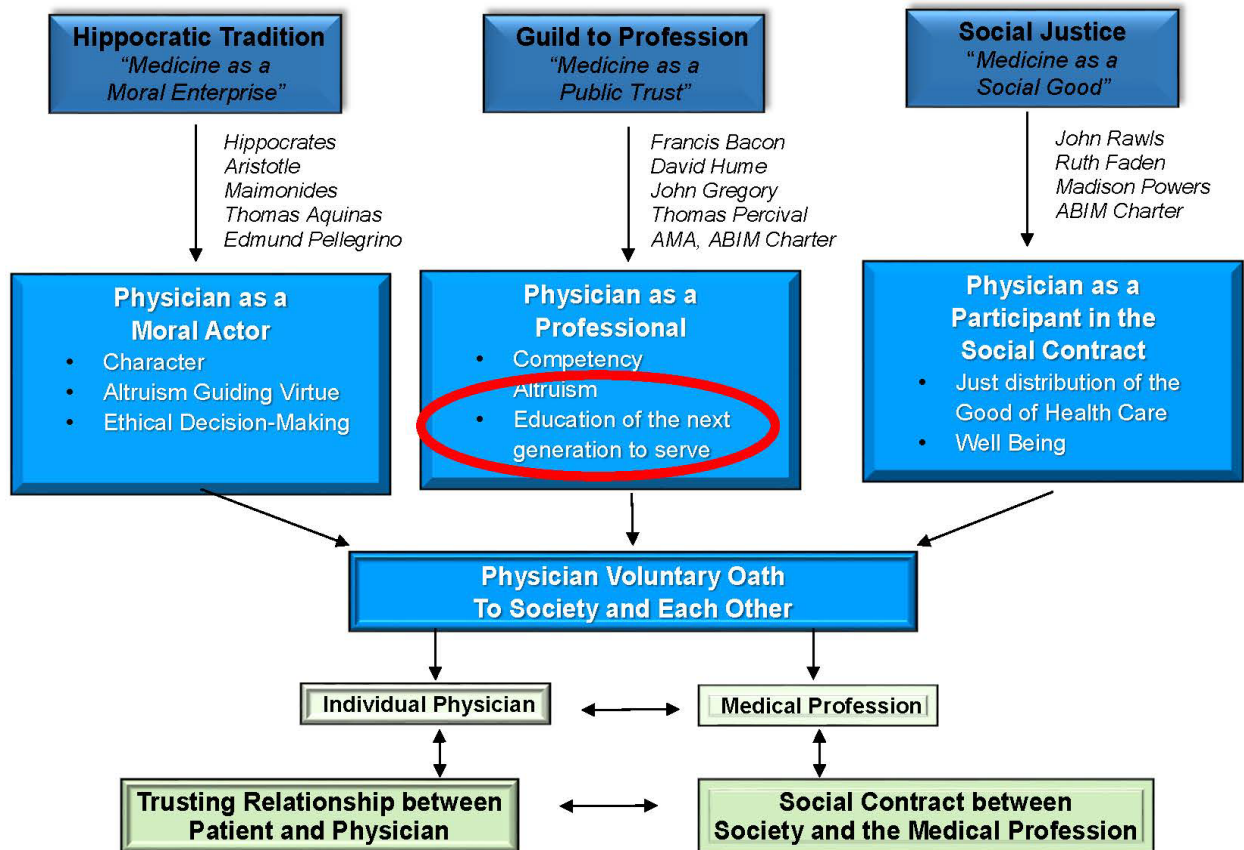 Hippocratic Tradition
“Medicine as a
Moral Enterprise”
Guild to Profession
“Medicine as a
Public Trust”
Social Justice
“Medicine as a
Social Good”
Hippocrates
Aristotle
Maimonides
Thomas Aquinas
Edmund Pellegrino
Francis Bacon
David Hume
John Gregory
Thomas Percival
AMA, ABIM Charter
John Rawls
Ruth Faden
Madison Powers
ABIM Charter
Physician as a
Moral Actor
• Character
• Altruism Guiding Virtue
• Ethical Decision-Making
Physician as a
Professional
• Competency
Altruism
• Education of the next
generation to serve
Physician as a
Participant in the
Social Contract
• Just distribution of the
Good of Health Care
• Well Being
Physician Voluntary Oath
To Society and Each Other
Individual Physician
Medical Profession
Trusting Relationship between
Patient and Physician
Social Contract between
Society and the Medical Profession